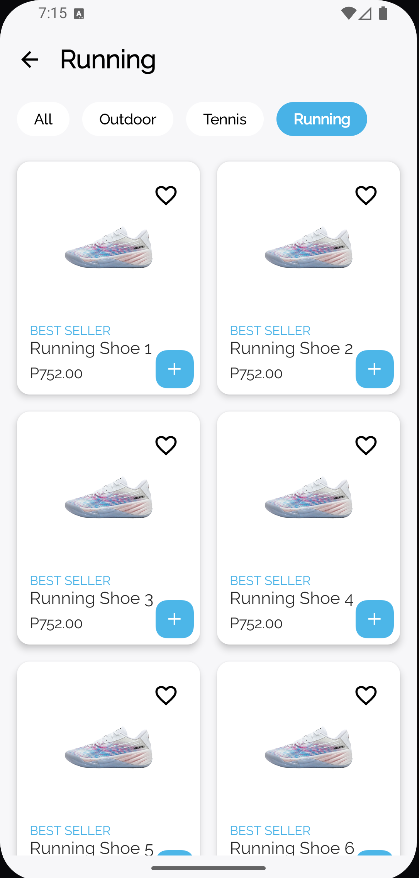 7:15 A
Running
All Outdoor Tennis Running
BEST SELLER
Running Shoe 1
P752.00
BEST SELLER
Running Shoe 2
P752.00
BEST SELLER
Running Shoe 3
P752.00
BEST SELLER
Running Shoe 4
P752.00
BEST SELLER
Running Shoe 5
BEST SELLER
Running Shoe 6